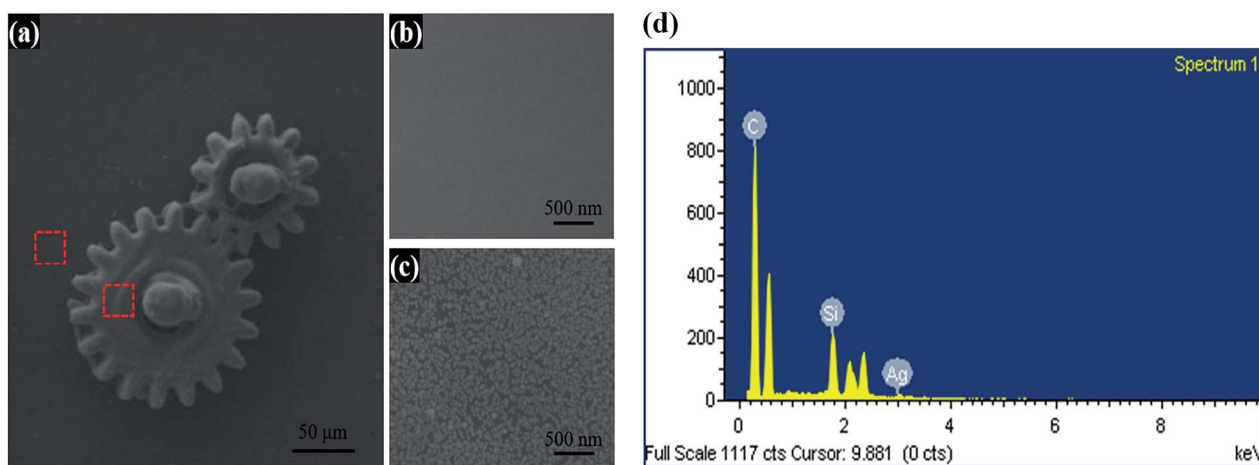 (a)
50 μm
(b)
500 nm
(c)
500 nm
(d)
Spectrum 1
1000
800
600
400
200
0
C
Si
Ag
0 2 4 6 8
Full Scale 1117 cts Cursor: 9.881 (0 cts)